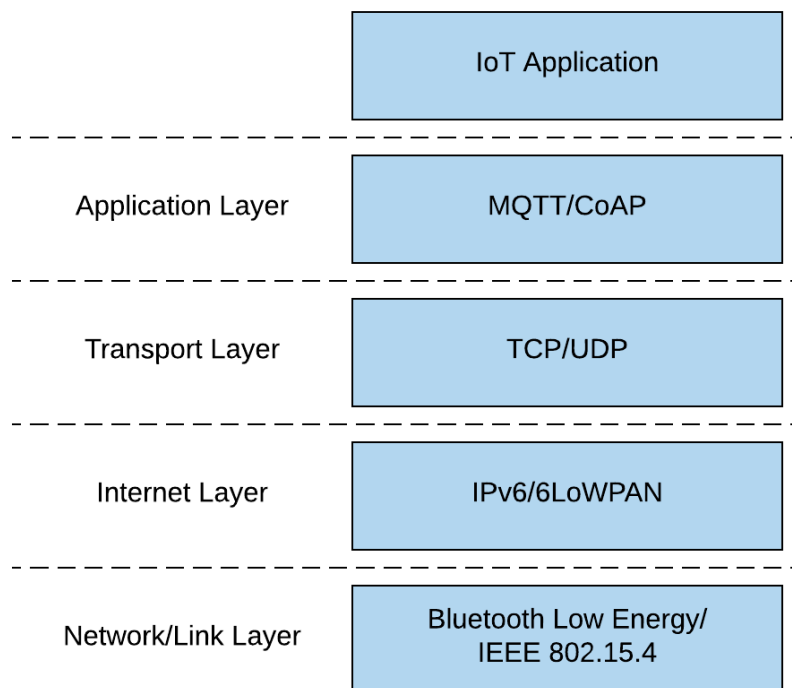 IoT Application
Application Layer
MQTT/CoAP
Transport Layer
TCP/UDP
Internet Layer
IPv6/6LoWPAN
Network/Link Layer
Bluetooth Low Energy/
IEEE 802.15.4